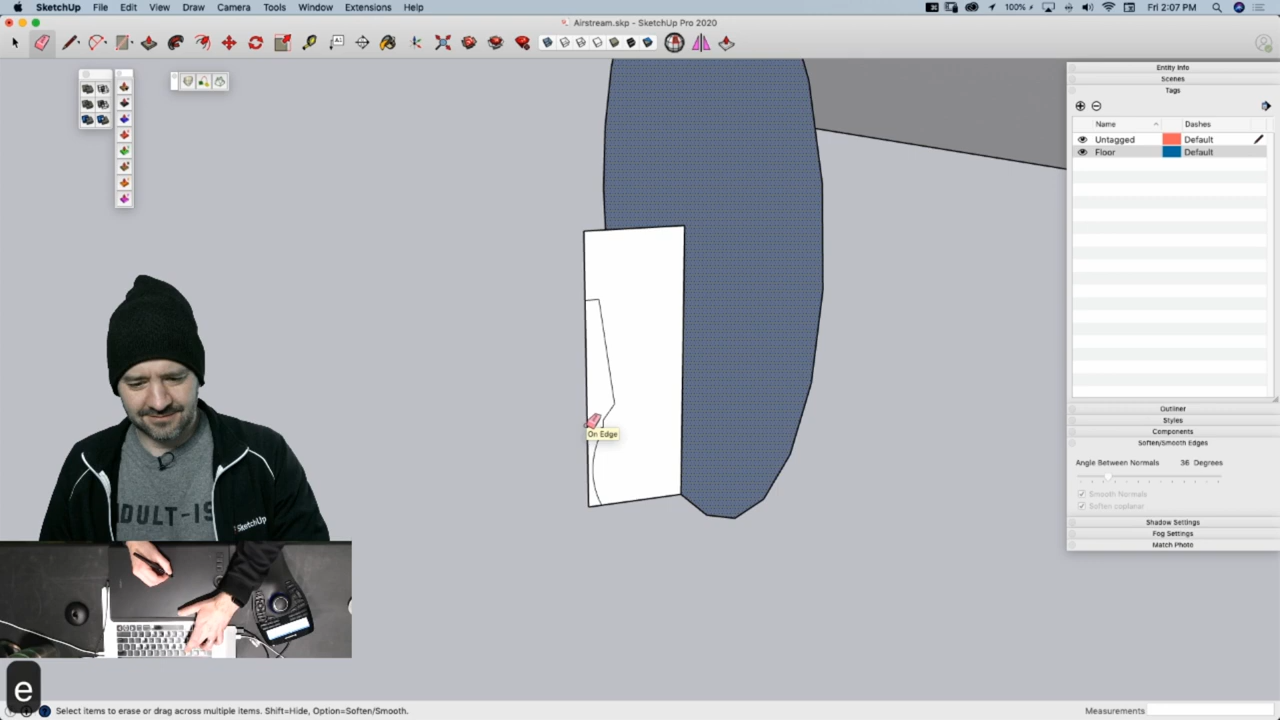 SketchUp File Edit View Draw Camera Tools Window Extensions Help
100% Fri 2:07 PM
Airstream.skp - SketchUp Pro 2020
Entity Info
Scenes
Tags
Name Dashes
Untagged Default
Floor Default
On Edge
Outliner
Styles
Components
Soften/Smooth Edges
Angle Between Normals 36 Degrees
Smooth Normals
Soften coplanar
Shadow Settings
Fog Settings
Match Photo
SketchUp
e
Select items to erase or drag across multiple items. Shift=Hide, Option=Soften/Smooth.
Measurements